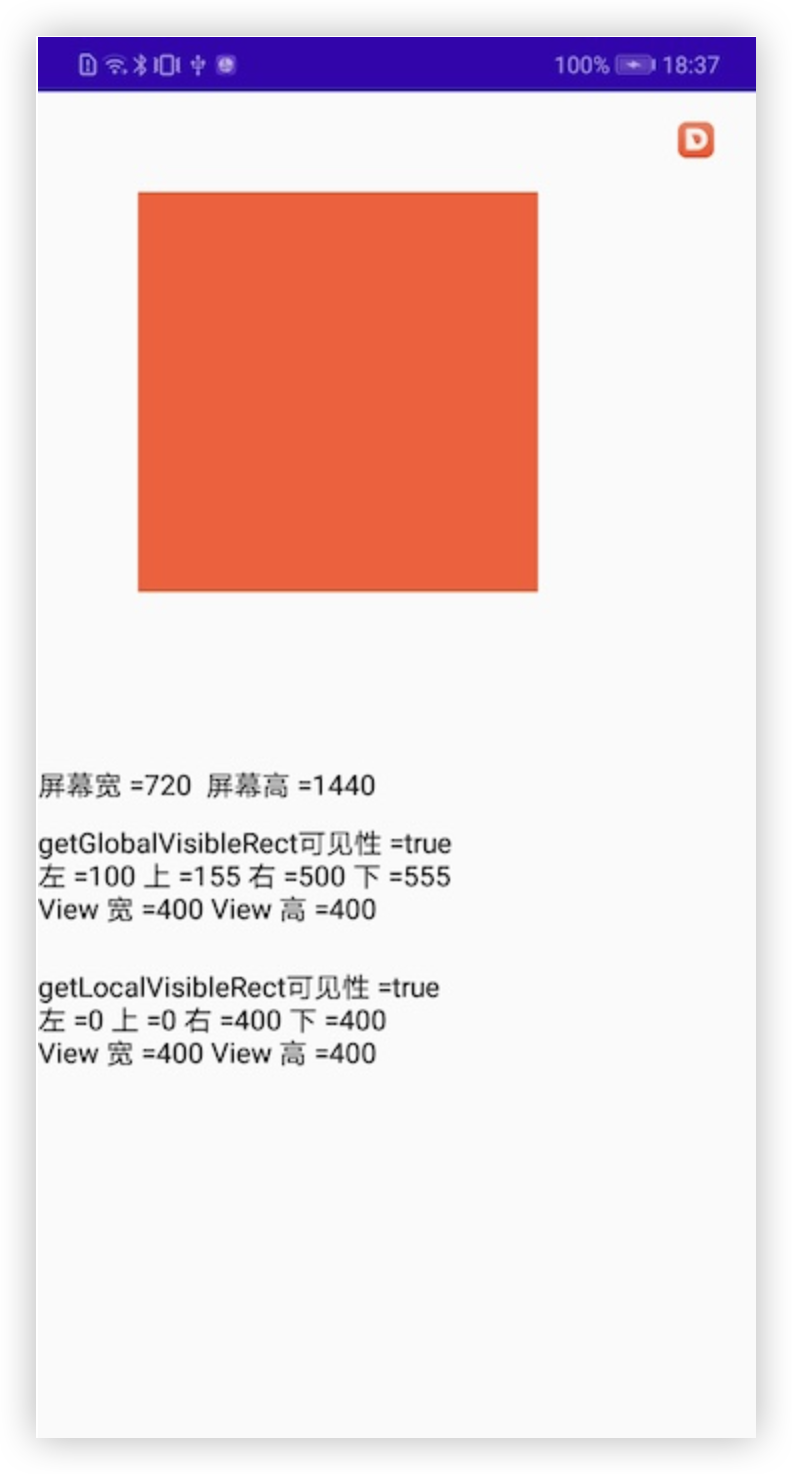 100% 18:37
D
屏幕宽 =720  屏幕高 =1440
getGlobalVisibleRect可见性 =true
左 =100 上 =155 右 =500 下 =555
View 宽 =400 View 高 =400
getLocalVisibleRect可见性 =true
左 =0 上 =0 右 =400 下 =400
View 宽 =400 View 高 =400